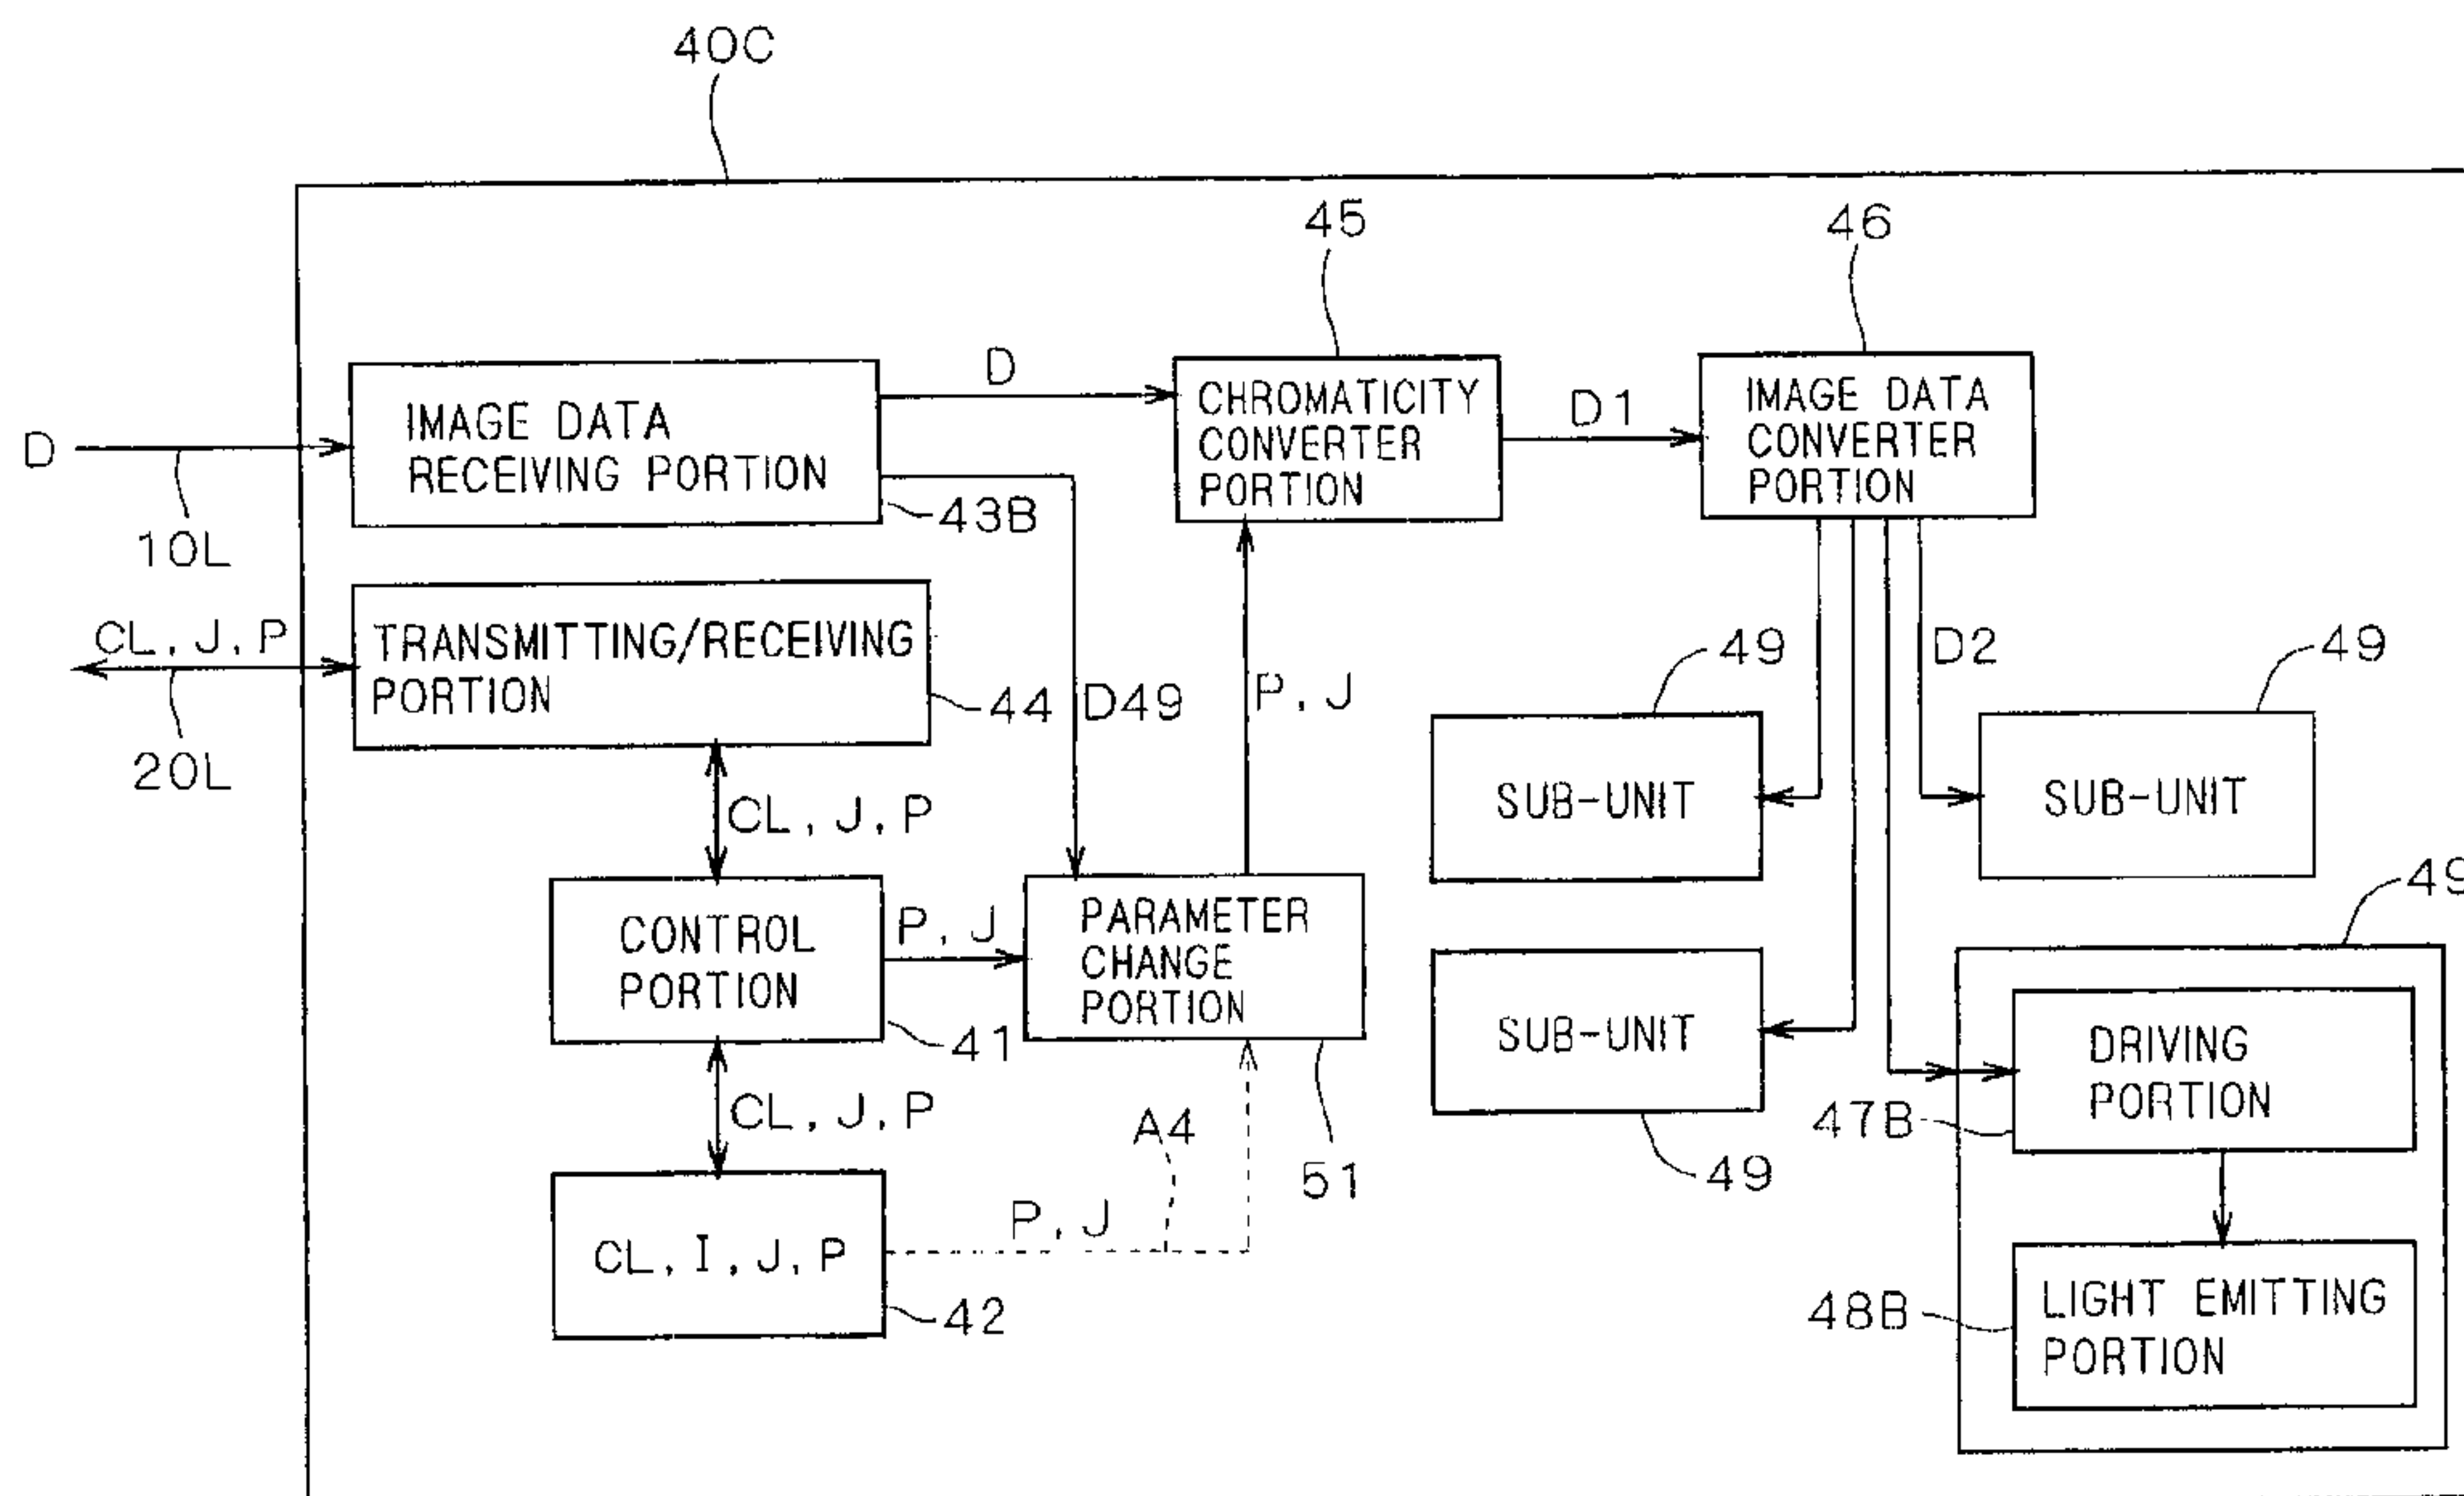 40C
45
46
D
10L
IMAGE DATA
RECEIVING PORTION
43B
D
CHROMATICITY
CONVERTER
PORTION
D1
IMAGE DATA
CONVERTER
PORTION
CL, J, P
20L
TRANSMITTING/RECEIVING
PORTION
44
D49
P, J
49
D2
49
SUB-UNIT
SUB-UNIT
CL, J, P
CONTROL
PORTION
41
P, J
PARAMETER
CHANGE
PORTION
51
SUB-UNIT
49
49
DRIVING
PORTION
47B
CL, J, P
CL, I, J, P
42
P, J
A4
LIGHT EMITTING
PORTION
48B